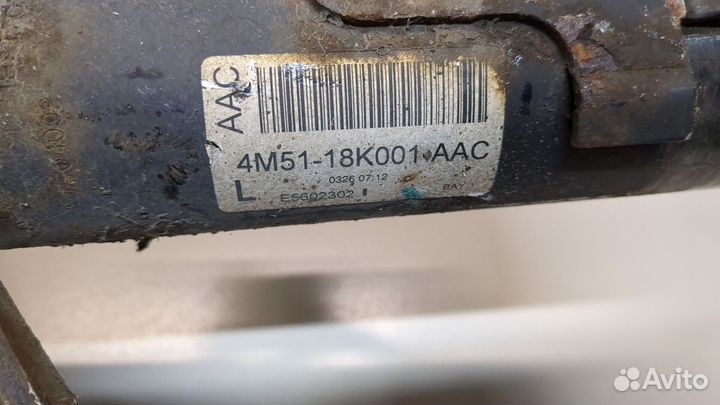 AAC
4M51-18K001-AAC
L
0326 07:12
E5602302
BAY
Avito